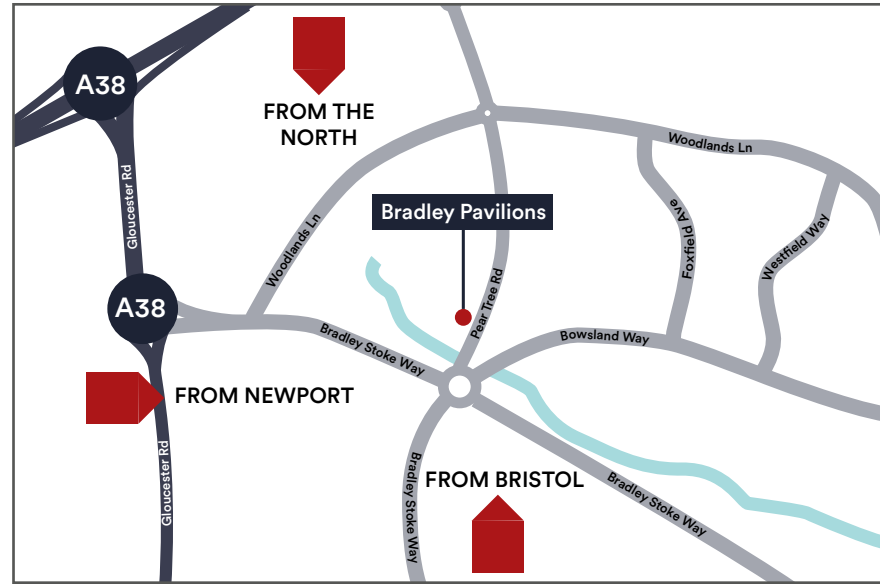 A38
FROM THE
NORTH
Woodlands Ln
Gloucester Rd
Bradley Pavilions
Foxfield Ave
Westfield Way
Woodlands Ln
A38
Pear Tree Rd
Bowsland Way
Bradley Stoke Way
FROM NEWPORT
Gloucester Rd
Bradley Stoke Way
FROM BRISTOL
Bradley Stoke Way